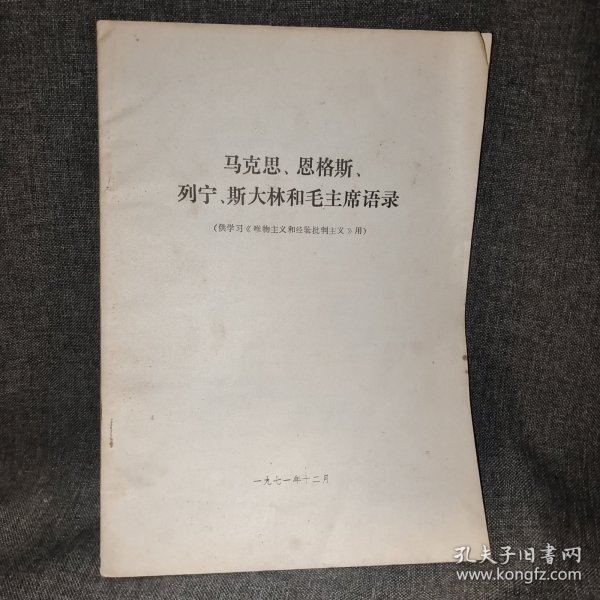 马克思、恩格斯、
列宁、斯大林和毛主席语录
(供学习《唯物主义和经验批判主义》用)
一九七一年十二月
孔夫子旧书网
www.kongfz.com